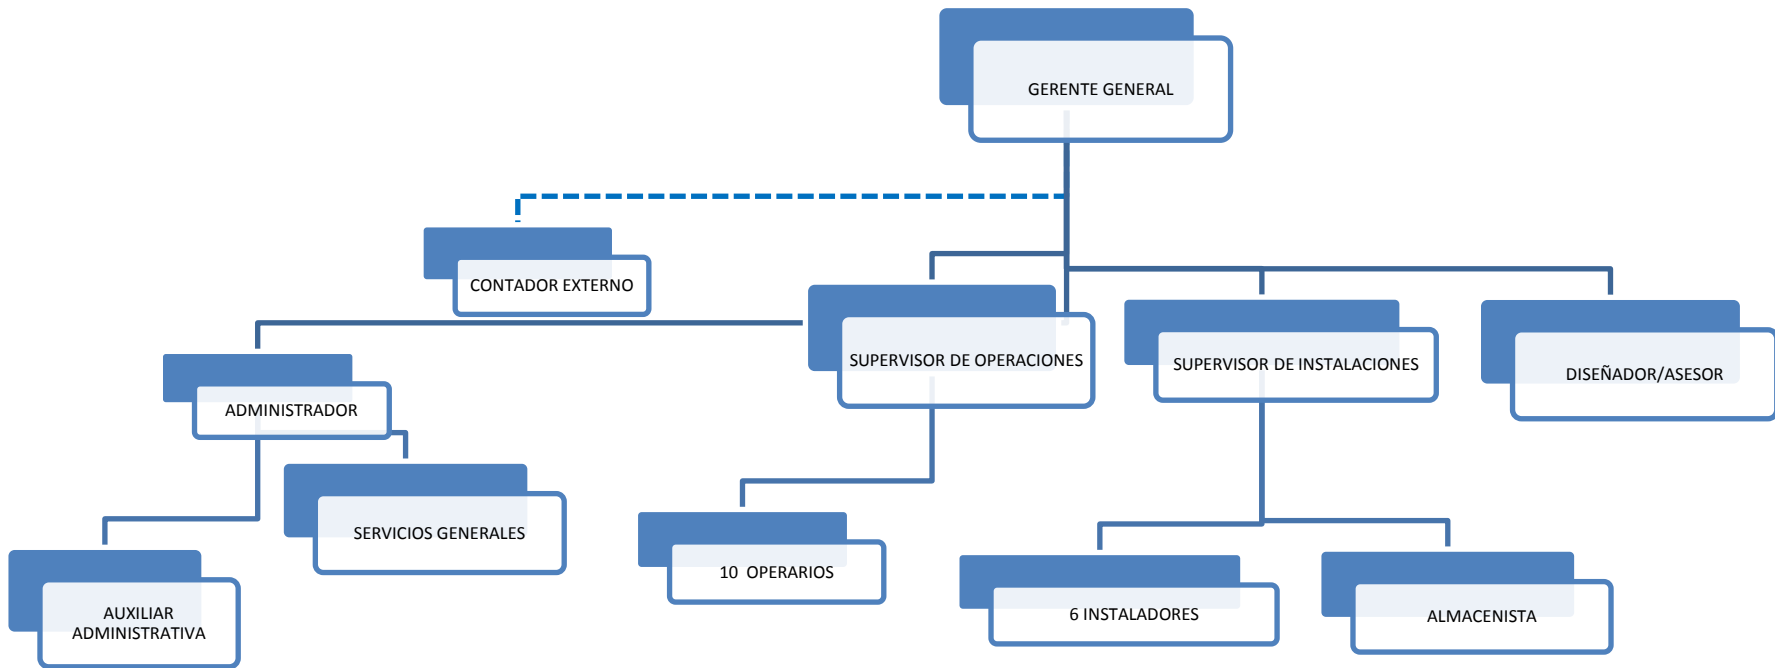 GERENTE GENERAL
CONTADOR EXTERNO
SUPERVISOR DE OPERACIONES
SUPERVISOR DE INSTALACIONES
DISEÑADOR/ASESOR
ADMINISTRADOR
SERVICIOS GENERALES
10 OPERARIOS
6 INSTALADORES
ALMACENISTA
AUXILIAR
ADMINISTRATIVA